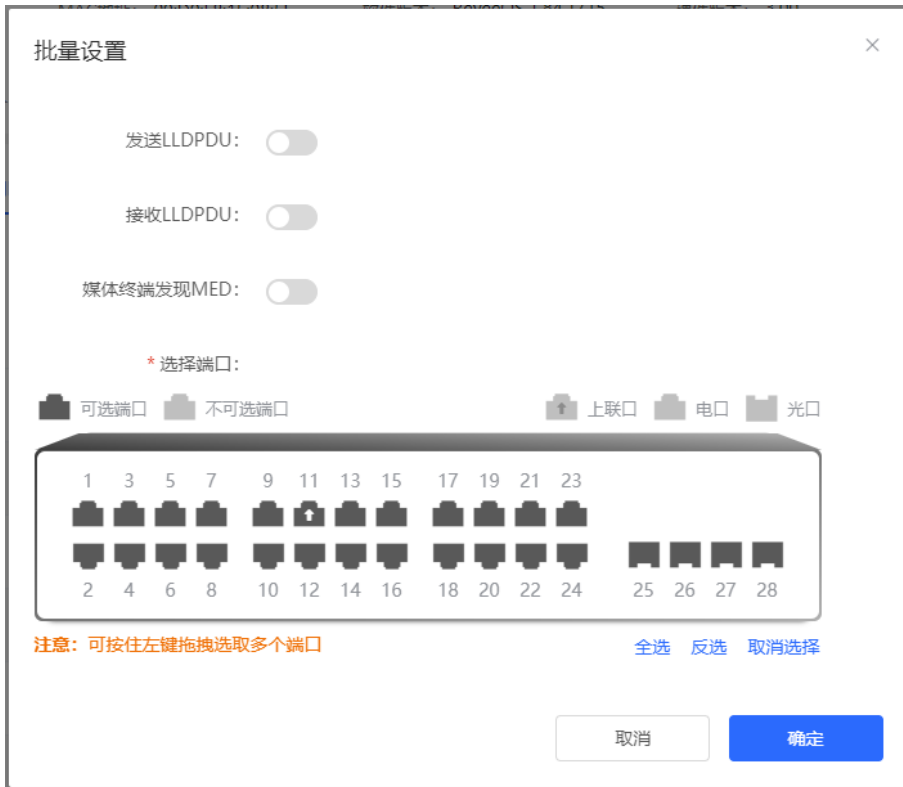 批量设置
发送LLDPDU：
接收LLDPDU：
媒体终端发现MED：
* 选择端口：
可选端口 不可选端口 上联口 电口 光口
1 3 5 7 9 11 13 15 17 19 21 23
2 4 6 8 10 12 14 16 18 20 22 24 25 26 27 28
注意：可按住左键拖拽选取多个端口 全选 反选 取消选择
取消 确定